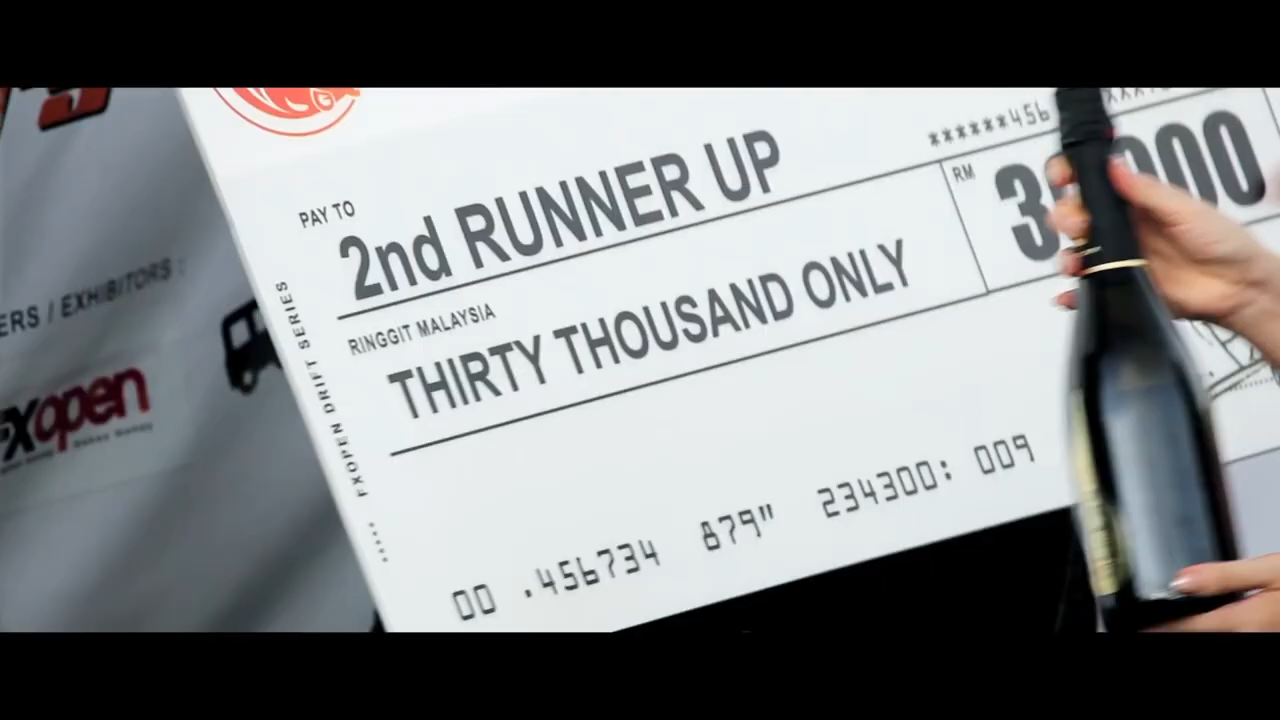 ******456
PAY TO
2nd RUNNER UP
RM
RINGGIT MALAYSIA
THIRTY THOUSAND ONLY
FXOPEN DRIFT SERIES
00 .456734 879" 234300: 009
ERS / EXHIBITORS :
FXopen